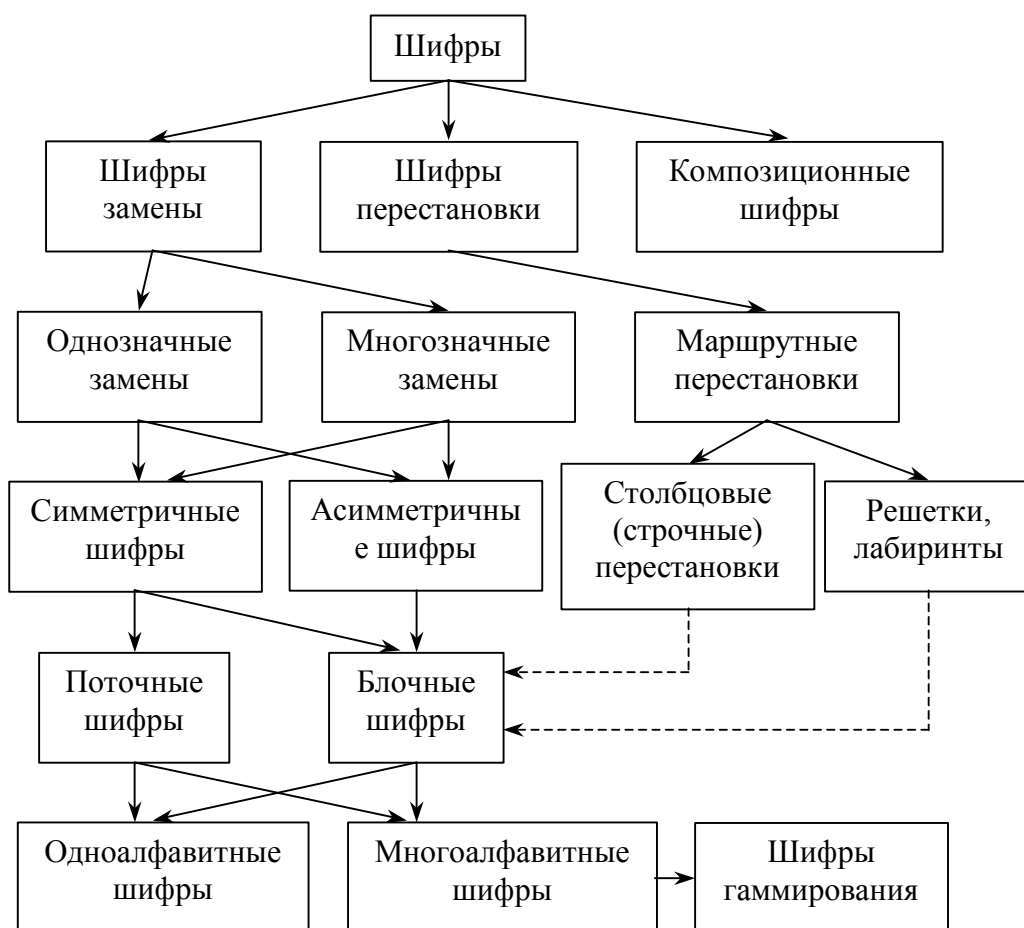 Шифры
Шифры
замены
Шифры
перестановки
Композиционные
шифры
Однозначные
замены
Многозначные
замены
Маршрутные
перестановки
Симметричные
шифры
Асимметричны
е шифры
Столбцовые
(строчные)
перестановки
Решетки,
лабиринты
Поточные
шифры
Блочные
шифры
Одноалфавитные
шифры
Многоалфавитные
шифры
Шифры
гаммирования